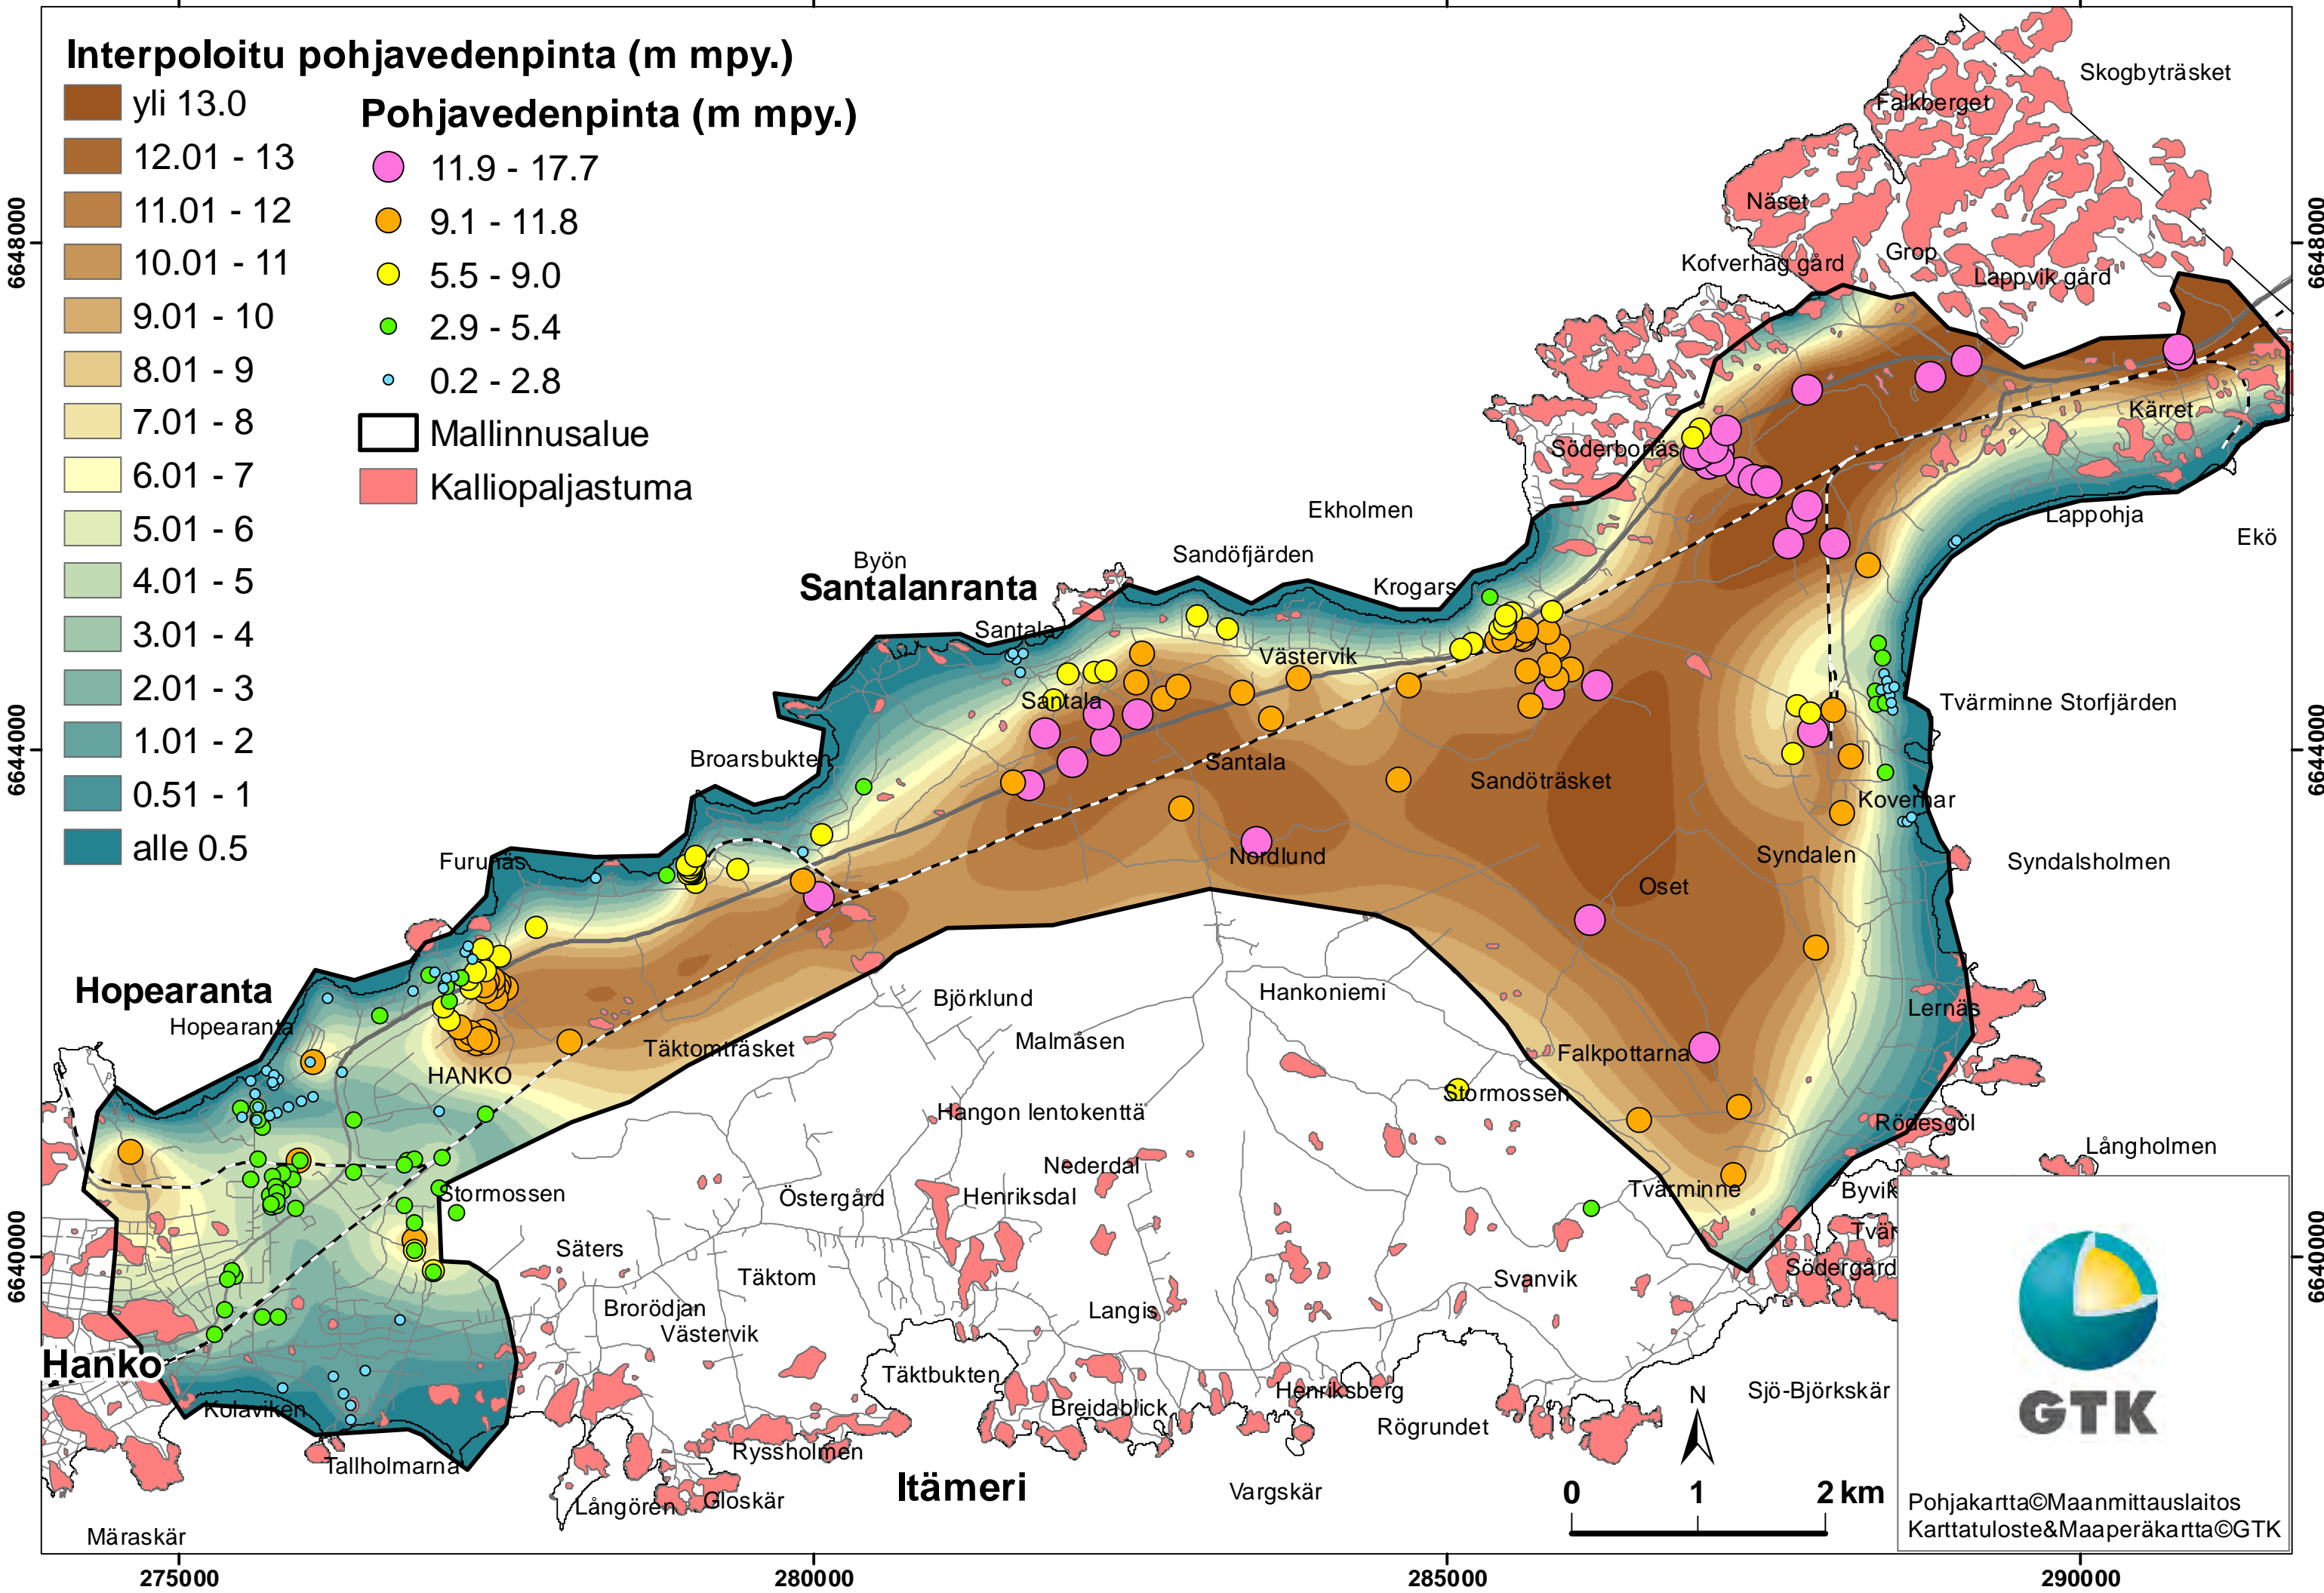 Interpoloitu pohjavedenpinta (m mpy.)
yli 13.0
12.01 - 13
11.01 - 12
10.01 - 11
9.01 - 10
8.01 - 9
7.01 - 8
6.01 - 7
5.01 - 6
4.01 - 5
3.01 - 4
2.01 - 3
1.01 - 2
0.51 - 1
alle 0.5
Pohjavedenpinta (m mpy.)
11.9 - 17.7
9.1 - 11.8
5.5 - 9.0
2.9 - 5.4
0.2 - 2.8
Mallinnusalue
Kalliopaljastuma
Skogbyträsket
Falkberget
Näset
6648000
6648000
Grop
Kofverhag gård
Lappvik gård
Kärret
Söderbonäs
Ekholmen
Lappohja
Ekö
Byön
Sandöfjärden
Santalanranta
Krogars
Santala
Västervik
Santala
Tvärminne Storfjärden
6644000
6644000
Broarsbukten
Santala
Sandöträsket
Kovernar
Furunäs
Nordlund
Syndalen
Syndalsholmen
Oset
Hopearanta
Hopearanta
Björklund
Hankoniemi
Lernäs
Täktomträsket
Malmåsen
Falkpottarna
HANKO
Stormossen
Hangon lentokenttä
Rödesgöl
Långholmen
Nederdal
Stormossen
Östergård
Henriksdal
Tvärminne
Byvik
Tvär
6640000
6640000
Säters
Täktom
Svanvik
Södergård
Brorödjan
Västervik
Langis
Hanko
Täktbukten
Henriksberg
Sjö-Björkskär
Kolaviken
Breidablick
Rögrundet
Ryssholmen
Tallholmarna
Itämeri
Vargskär
Långören
Gloskär
Märaskär
N
0 1 2 km
GTK
Pohjakartta©Maanmittauslaitos
Karttatuloste&Maaperäkartta©GTK
275000
280000
285000
290000